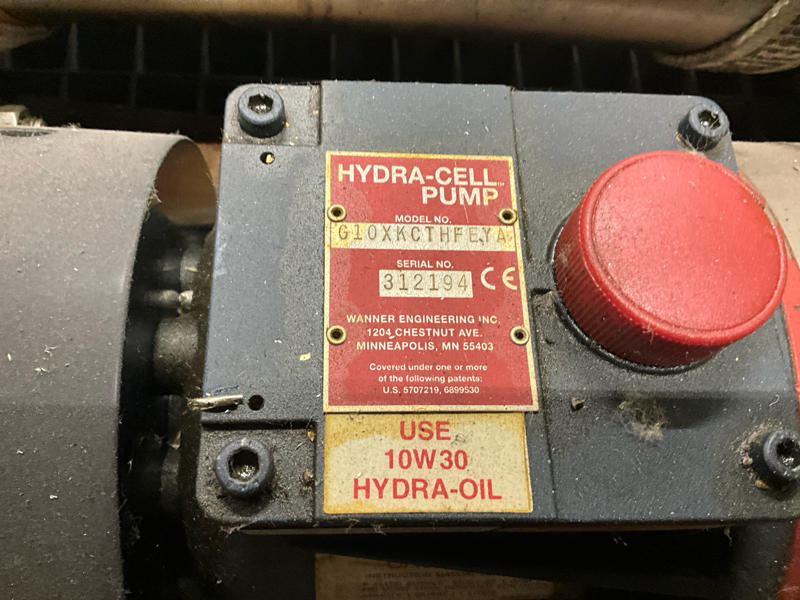 HYDRA-CELL™
PUMP
MODEL NO.
G10XKCTHFEYA
SERIAL NO.
312194 CE
WANNER ENGINEERING INC.
1204 CHESTNUT AVE.
MINNEAPOLIS, MN 55403
Covered under one or more
of the following patents:
U.S. 5707219, 6899530
USE
10W30
HYDRA-OIL